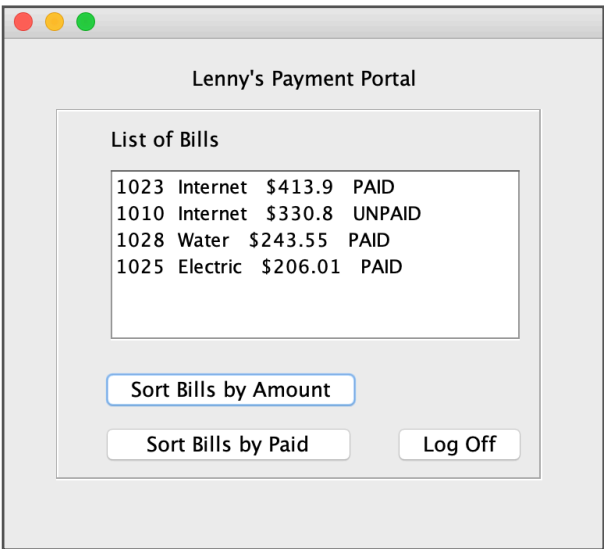 Lenny's Payment Portal
List of Bills
1023 Internet $413.9 PAID
1010 Internet $330.8 UNPAID
1028 Water $243.55 PAID
1025 Electric $206.01 PAID
Sort Bills by Amount
Sort Bills by Paid Log Off